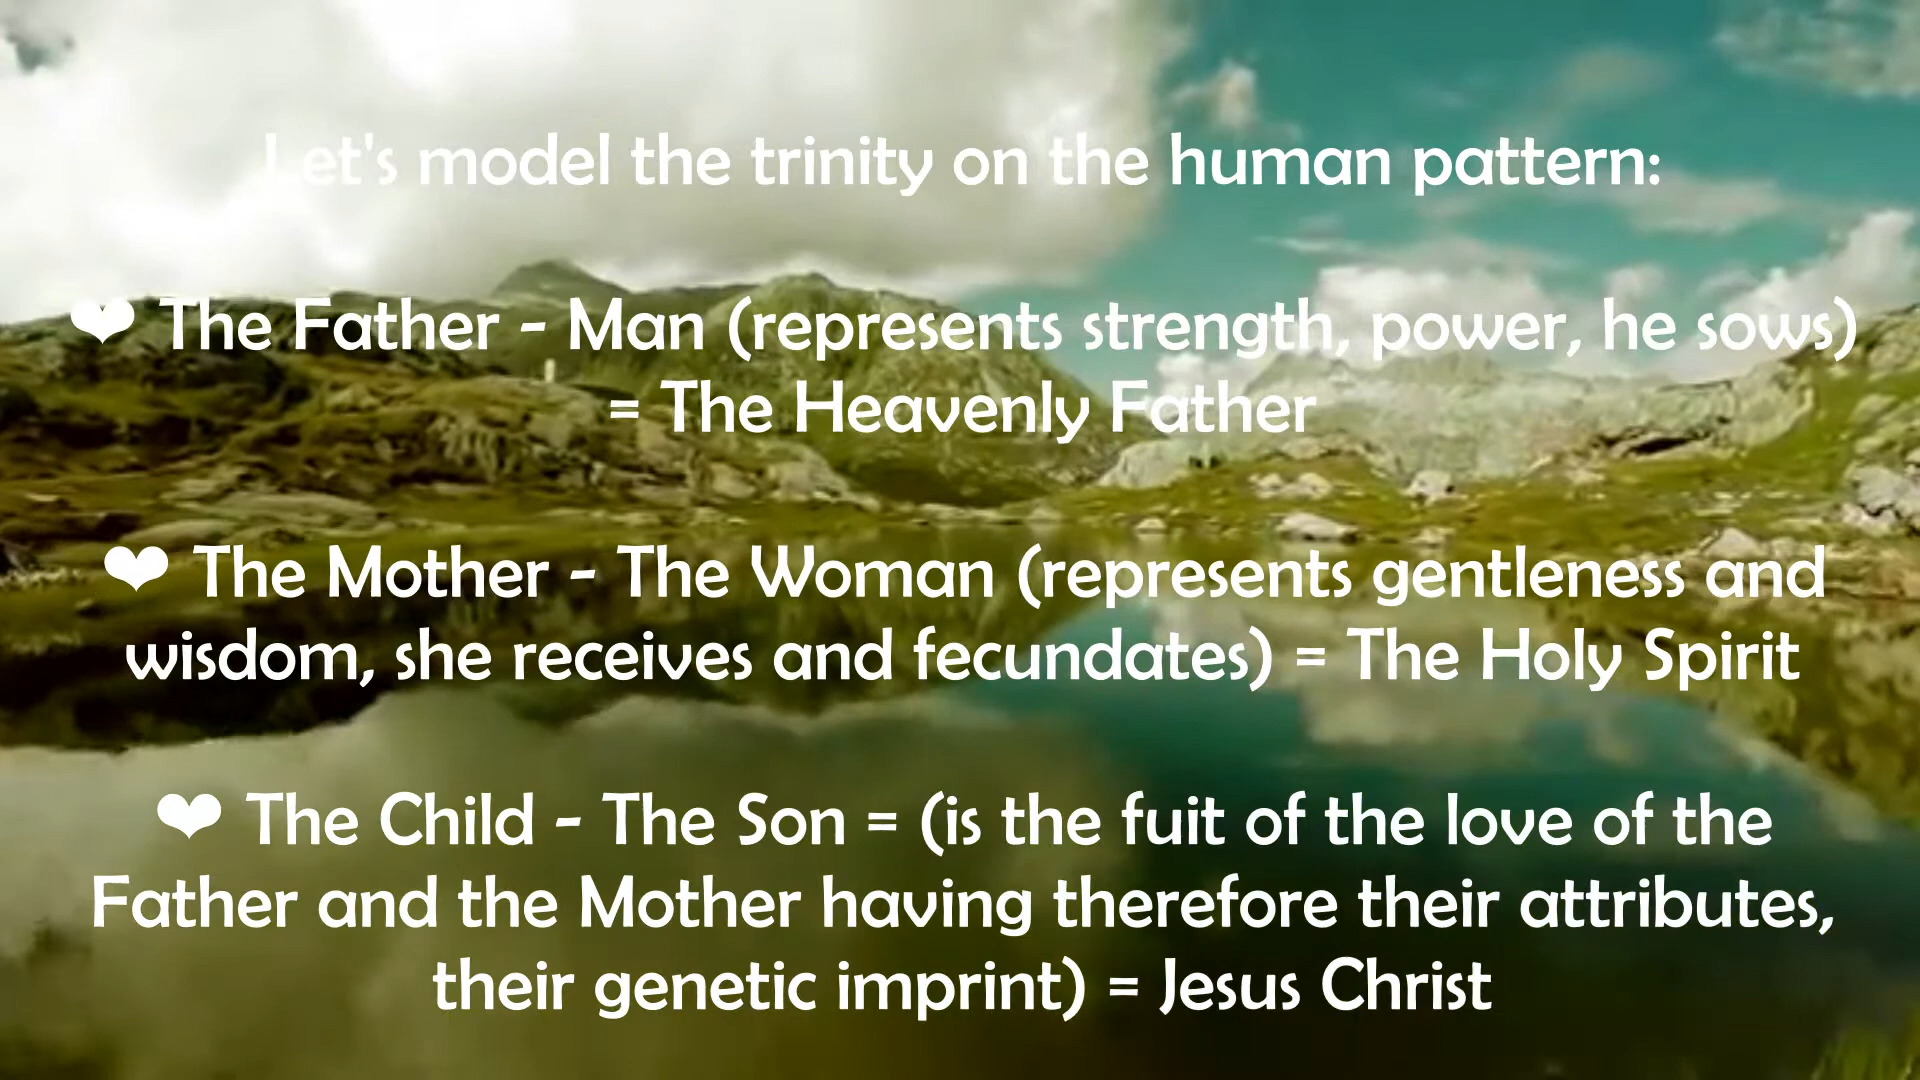 Let's model the trinity on the human pattern:
❤ The Father - Man (represents strength, power, he sows)
= The Heavenly Father
❤ The Mother - The Woman (represents gentleness and
wisdom, she receives and fecundates) = The Holy Spirit
❤ The Child - The Son = (is the fuit of the love of the
Father and the Mother having therefore their attributes,
their genetic imprint) = Jesus Christ